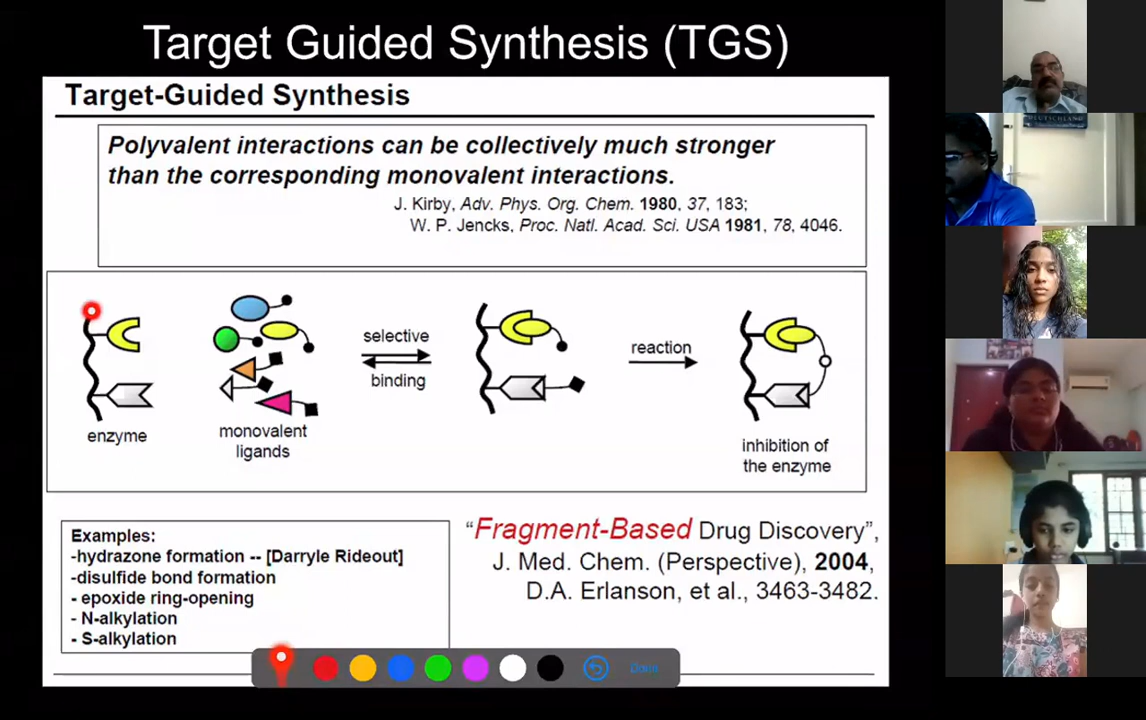 Target Guided Synthesis (TGS)
Target-Guided Synthesis
Polyvalent interactions can be collectively much stronger
than the corresponding monovalent interactions.
J. Kirby, Adv. Phys. Org. Chem. 1980, 37, 183;
W. P. Jencks, Proc. Natl. Acad. Sci. USA 1981, 78, 4046.
selective
binding
reaction
enzyme
monovalent
ligands
inhibition of
the enzyme
Examples:
-hydrazone formation -- [Darryle Rideout]
-disulfide bond formation
- epoxide ring-opening
- N-alkylation
- S-alkylation
“Fragment-Based Drug Discovery”,
J. Med. Chem. (Perspective), 2004,
D.A. Erlanson, et al., 3463-3482.
Done
DEUTSCHLAND